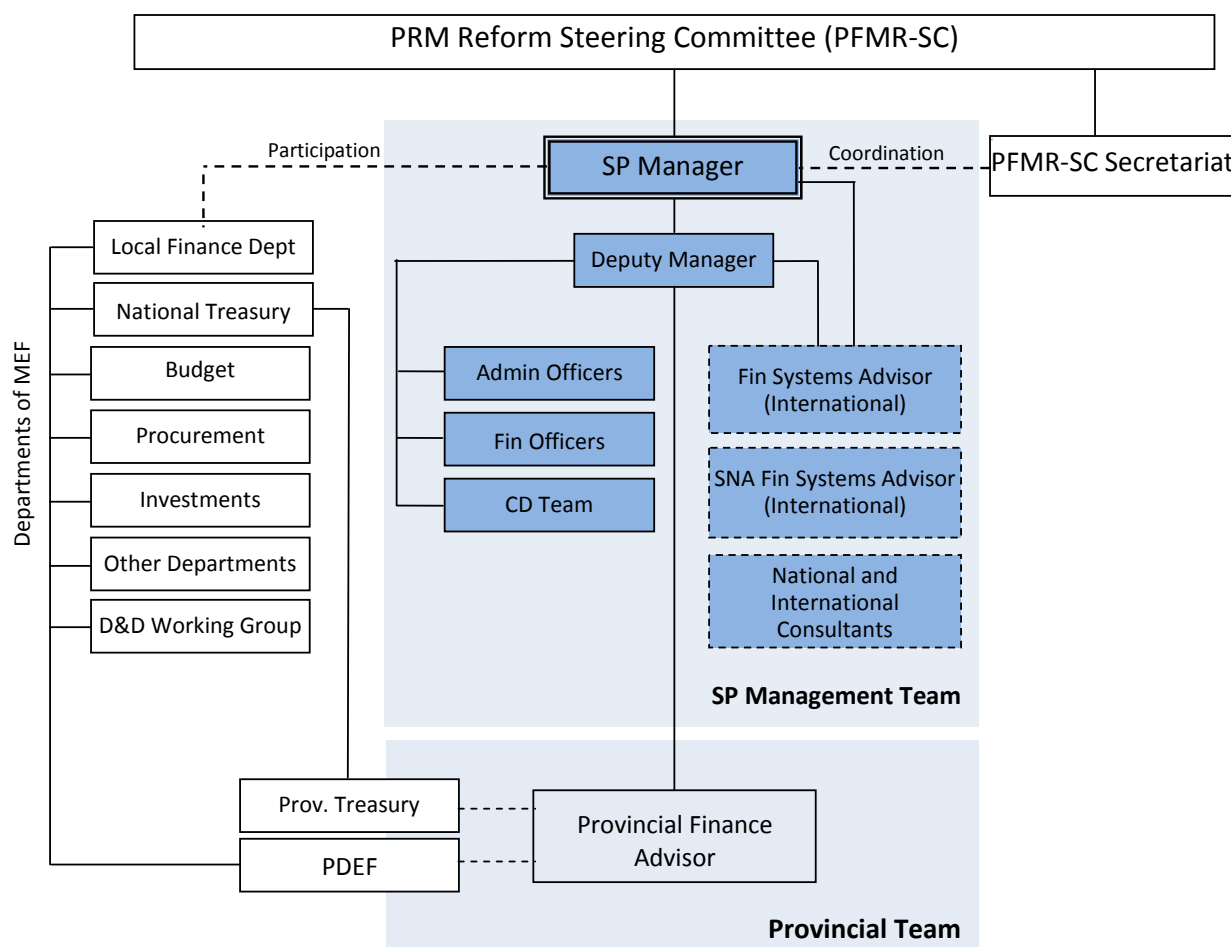 PRM Reform Steering Committee (PFMR-SC)
Participation
SP Manager
Coordination
PFMR-SC Secretariat
Local Finance Dept
Deputy Manager
National Treasury
Departments of MEF
Budget
Procurement
Investments
Other Departments
D&D Working Group
Admin Officers
Fin Officers
CD Team
Fin Systems Advisor
(International)
SNA Fin Systems Advisor
(International)
National and
International
Consultants
SP Management Team
Prov. Treasury
PDEF
Provincial Finance
Advisor
Provincial Team